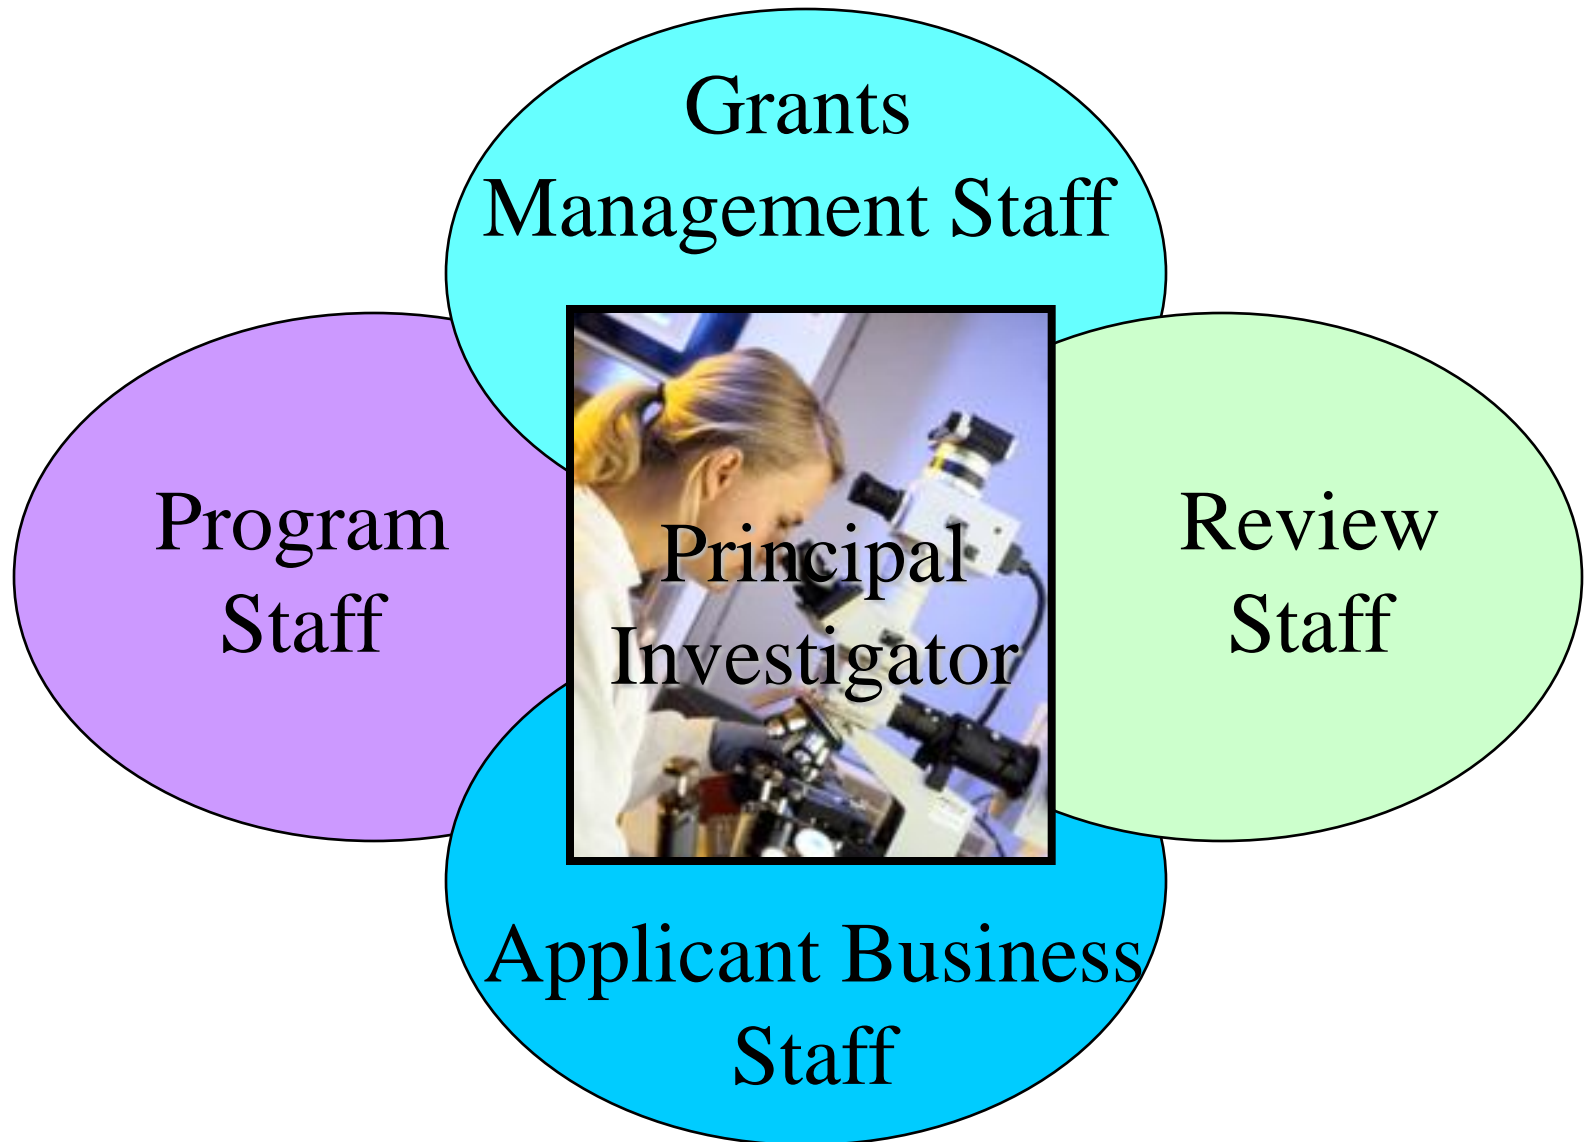 Grants
Management Staff
Program
Staff
Principal
Investigator
Review
Staff
Applicant Business
Staff